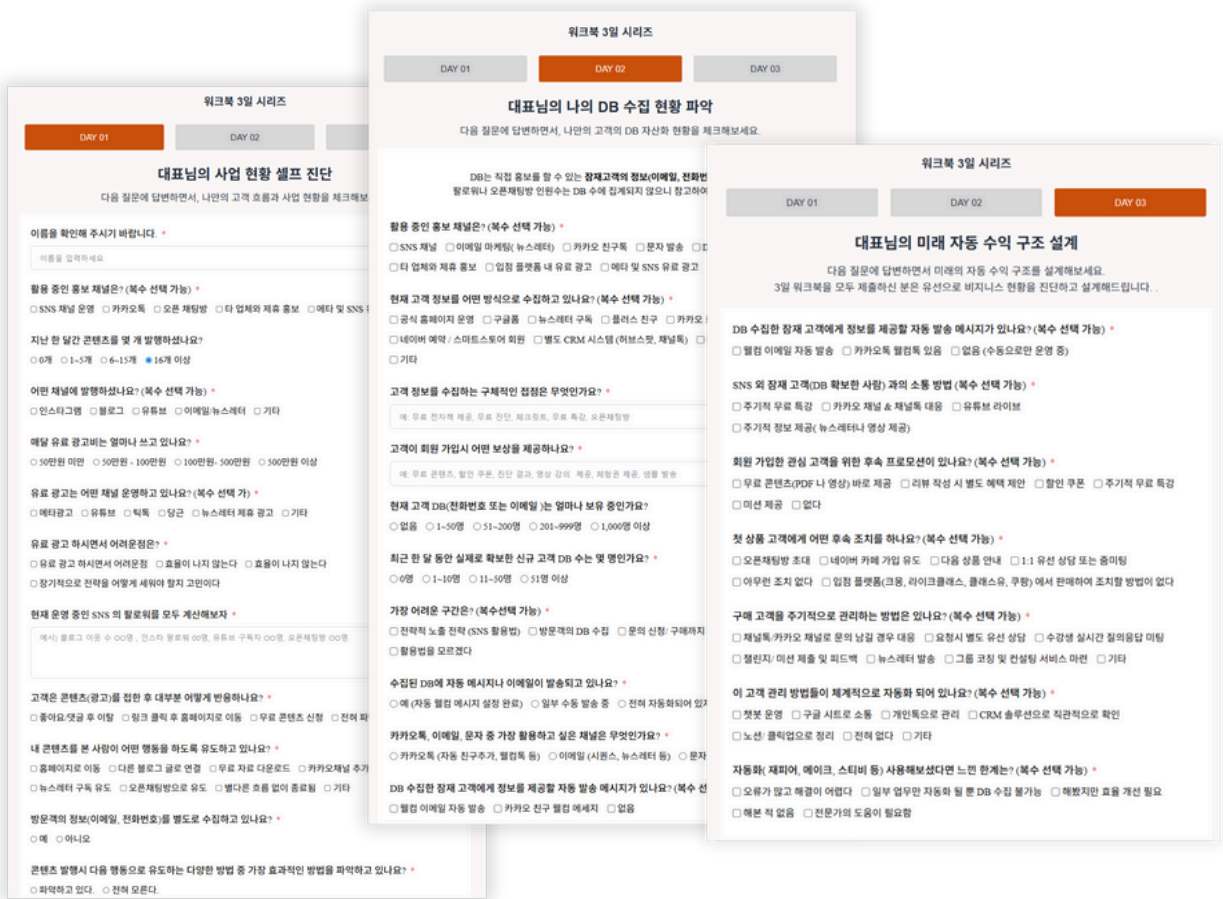 워크북 3일 시리즈
DAY 01
DAY 02
대표님의 사업 현황 셀프 진단
다음 질문에 답변하면서, 나만의 고객 흐름과 사업 현황을 체크해보
이름을 확인해 주시기 바랍니다. *
이름을 입력하세요
활용 중인 홍보 채널은? (복수 선택 가능) *
SNS 채널 운영 카카오톡 오픈 채팅방 타 업체와 제휴 홍보 메타 및 SNS
지난 한 달간 콘텐츠를 몇 개 발행하셨나요?
0개 1~5개 6~15개 16개 이상
어떤 채널에 발행하셨나요? (복수 선택 가능) *
인스타그램 블로그 유튜브 이메일/뉴스레터 기타
매달 유료 광고비는 얼마나 쓰고 있나요? *
50만원 미만 50만원 - 100만원 100만원- 500만원 500만원 이상
유료 광고는 어떤 채널 운영하고 있나요? (복수 선택 가) *
메타광고 유튜브 틱톡 당근 뉴스레터 제휴 광고 기타
유료 광고 하시면서 어려운점은? *
유료 광고 하시면서 어려운점 효율이 나지 않는다 효율이 나지 않는다
장기적으로 전략을 어떻게 세워야 할지 고민이다
현재 운영 중인 SNS 의 팔로워를 모두 계산해보자 *
예시) 블로그 이웃 수 00명 , 인스타 팔로워 00명, 유튜브 구독자 00명, 오픈채팅방 00명
고객은 콘텐츠(광고)를 접한 후 대부분 어떻게 반응하나요? *
좋아요/댓글 후 이탈 링크 클릭 후 홈페이지로 이동 무료 콘텐츠 신청 전혀 파
내 콘텐츠를 본 사람이 어떤 행동을 하도록 유도하고 있나요? *
홈페이지로 이동 다른 블로그 글로 연결 무료 자료 다운로드 카카오채널 추가
뉴스레터 구독 유도 오픈채팅방으로 유도 별다른 흐름 없이 종료됨 기타
방문객의 정보(이메일, 전화번호)를 별도로 수집하고 있나요? *
예 아니오
콘텐츠 발행시 다음 행동으로 유도하는 다양한 방법 중 가장 효과적인 방법을 파악하고 있나요? *
파악하고 있다. 전혀 모른다.
워크북 3일 시리즈
DAY 01
DAY 02
DAY 03
대표님의 나의 DB 수집 현황 파악
다음 질문에 답변하면서, 나만의 고객의 DB 자산화 현황을 체크해보세요.
DB는 직접 홍보를 할 수 있는 잠재고객의 정보(이메일, 전화번
팔로워나 오픈채팅방 인원수는 DB 수에 집계되지 않으니 참고하여
활용 중인 홍보 채널은? (복수 선택 가능) *
SNS 채널 이메일 마케팅( 뉴스레터) 카카오 친구톡 문자 발송 D
타 업체와 제휴 홍보 입점 플랫폼 내 유료 광고 메타 및 SNS 유료 광고
현재 고객 정보를 어떤 방식으로 수집하고 있나요? (복수 선택 가능) *
공식 홈페이지 운영 구글폼 뉴스레터 구독 플러스 친구 카카오
네이버 예약 / 스마트스토어 회원 별도 CRM 시스템 (허브스팟, 채널톡)
기타
고객 정보를 수집하는 구체적인 접점은 무엇인가요? *
예: 무료 전자책 제공, 무료 진단, 체크리트, 무료 특강, 오픈채팅방
고객이 회원 가입시 어떤 보상을 제공하나요? *
예: 무료 콘텐츠, 할인 쿠폰, 진단 결과, 영상 강의 제공, 체험권 제공, 샘플 발송
현재 고객 DB(전화번호 또는 이메일 )는 얼마나 보유 중인가요?
없음 1~50명 51~200명 201~999명 1,000명 이상
최근 한 달 동안 실제로 확보한 신규 고객 DB 수는 몇 명인가요? *
0명 1~10명 11~50명 51명 이상
가장 어려운 구간은? (복수선택 가능) *
전략적 노출 전략 (SNS 활용법) 방문객의 DB 수집 문의 신청/ 구매까지
활용법을 모르겠다
수집된 DB에 자동 메시지나 이메일이 발송되고 있나요? *
예 (자동 웰컴 메시지 설정 완료) 일부 수동 발송 중 전혀 자동화되어 있지
카카오톡, 이메일, 문자 중 가장 활용하고 싶은 채널은 무엇인가요? *
카카오톡 (자동 친구추가, 웰컴톡 등) 이메일 (시퀀스, 뉴스레터 등) 문자
DB 수집한 잠재 고객에게 정보를 제공할 자동 발송 메시지가 있나요? (복수 선
웰컴 이메일 자동 발송 카카오 친구 웰컴 메세지 없음
워크북 3일 시리즈
DAY 01
DAY 02
DAY 03
대표님의 미래 자동 수익 구조 설계
다음 질문에 답변하면서 미래의 자동 수익 구조를 설계해보세요.
3일 워크북을 모두 제출하신 분은 유선으로 비지니스 현황을 진단하고 설계해드립니다. .
DB 수집한 잠재 고객에게 정보를 제공할 자동 발송 메시지가 있나요? (복수 선택 가능) *
웰컴 이메일 자동 발송 카카오톡 웰컴톡 있음 없음 (수동으로만 운영 중)
SNS 외 잠재 고객(DB 확보한 사람) 과의 소통 방법 (복수 선택 가능) *
주기적 무료 특강 카카오 채널 & 채널톡 대응 유튜브 라이브
주기적 정보 제공( 뉴스레터나 영상 제공)
회원 가입한 관심 고객을 위한 후속 프로모션이 있나요? (복수 선택 가능) *
무료 콘텐츠(PDF 나 영상) 바로 제공 리뷰 작성 시 별도 혜택 제안 할인 쿠폰 주기적 무료 특강
미션 제공 없다
첫 상품 고객에게 어떤 후속 조치를 하나요? (복수 선택 가능) *
오픈채팅방 초대 네이버 카페 가입 유도 다음 상품 안내 1:1 유선 상담 또는 줌미팅
아무런 조치 없다 입점 플랫폼(크몽, 라이크클래스, 클래스유, 쿠팡) 에서 판매하여 조치할 방법이 없다
구매 고객을 주기적으로 관리하는 방법은 있나요? (복수 선택 가능) *
채널톡/카카오 채널로 문의 남길 경우 대응 요청시 별도 유선 상담 수강생 실시간 질의응답 미팅
챌린지/ 미션 제출 및 피드백 뉴스레터 발송 그룹 코칭 및 컨설팅 서비스 마련 기타
이 고객 관리 방법들이 체계적으로 자동화 되어 있나요? (복수 선택 가능) *
챗봇 운영 구글 시트로 소통 개인톡으로 관리 CRM 솔루션으로 직관적으로 확인
노션/ 클릭업으로 정리 전혀 없다 기타
자동화( 재피어, 메이크, 스티비 등) 사용해보셨다면 느낀 한계는? (복수 선택 가능) *
오류가 많고 해결이 어렵다 일부 업무만 자동화 될 뿐 DB 수집 불가능 해봤지만 효율 개선 필요
해본 적 없음 전문가의 도움이 필요함